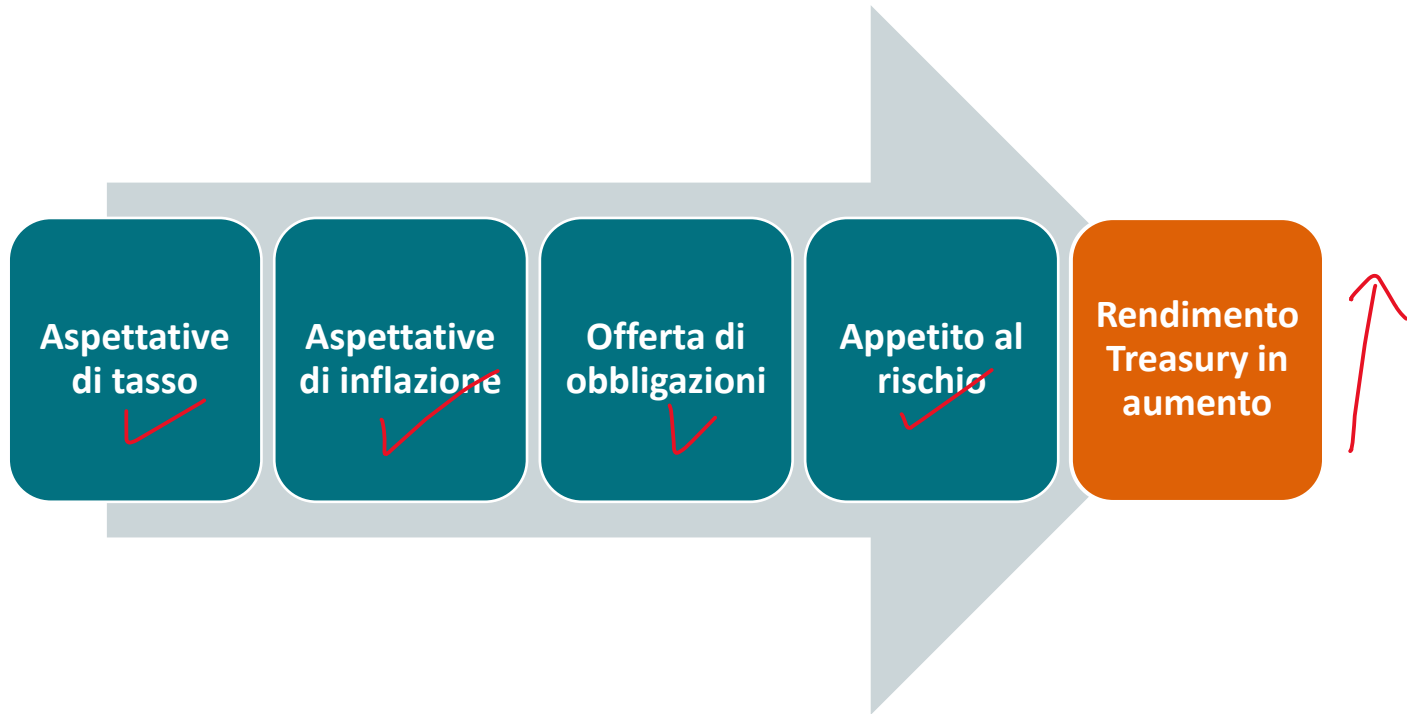 Aspettative
di tasso
Aspettative
di inflazione
Offerta di
obbligazioni
Appetito al
rischio
Rendimento
Treasury in
aumento